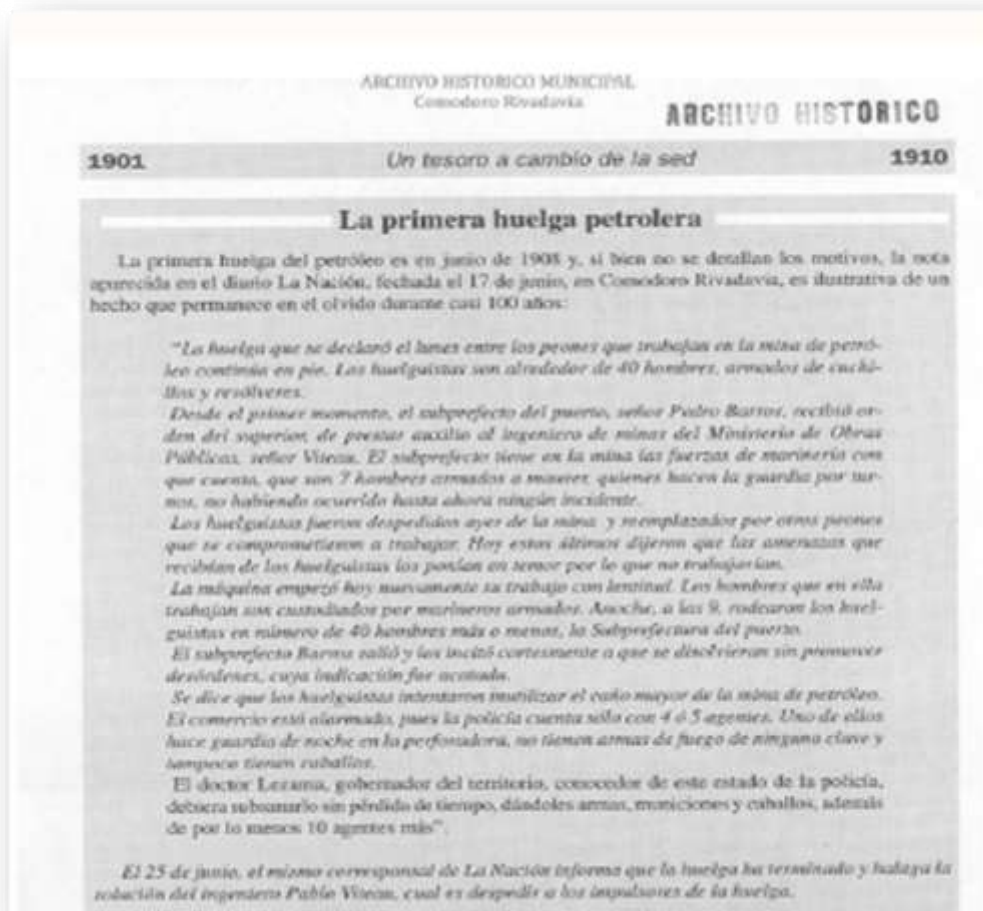 ARCHIVO HISTORICO MUNICIPAL
Comodoro Rivadavia
ARCHIVO HISTORICO
1901 Un tesoro a cambio de la sed 1910
La primera huelga petrolera
La primera huelga del petróleo es en junio de 1908 y, si bien no se detallan los motivos, la nota
aparecida en el diario La Nación, fechada el 17 de junio, en Comodoro Rivadavia, es ilustrativa de un
hecho que permanece en el olvido durante casi 100 años:
"La huelga que se declaró el lunes entre los peones que trabajan en la mina de petró-
leo continúa en pie. Los huelguistas son alrededor de 40 hombres, armados de cuchi-
llos y revólveres.
Desde el primer momento, el subprefecto del puerto, señor Pedro Barros, recibió or-
den del superior, de prestar auxilio al ingeniero de minas del Ministerio de Obras
Públicas, señor Viteau. El subprefecto tiene en la mina las fuerzas de marinería con
que cuenta, que son 7 hombres armados a mauser, quienes hacen la guardia por tur-
nos, no habiendo ocurrido hasta ahora ningún incidente.
Los huelguistas fueron despedidos ayer de la mina y reemplazados por otros peones
que se comprometieron a trabajar. Hoy estos últimos dijeron que las amenazas que
recibían de los huelguistas los ponían en temor por lo que no trabajarían.
La máquina empezó hoy nuevamente su trabajo con lentitud. Los hombres que en ella
trabajan son custodiados por marineros armados. Anoche, a las 9, rodearon los huel-
guistas en número de 40 hombres más o menos, la Subprefectura del puerto.
El subprefecto Barros salió y los incitó cortesmente a que se disolvieran sin promover
desórdenes, cuya indicación fue acatada.
Se dice que los huelguistas intentaron inutilizar el caño mayor de la mina de petróleo.
El comercio está alarmado, pues la policía cuenta sólo con 4 ó 5 agentes. Uno de ellos
hace guardia de noche en la perforadora, no tienen armas de fuego de ninguna clave y
tampoco tienen caballos.
El doctor Lezama, gobernador del territorio, conocedor de este estado de la policía,
debiera subsanarlo sin pérdida de tiempo, dándoles armas, municiones y caballos, además
de por lo menos 10 agentes más".
El 25 de junio, el mismo corresponsal de La Nación informa que la huelga ha terminado y halaga la
solución del ingeniero Pablo Viteau, cual es despedir a los impulsores de la huelga.